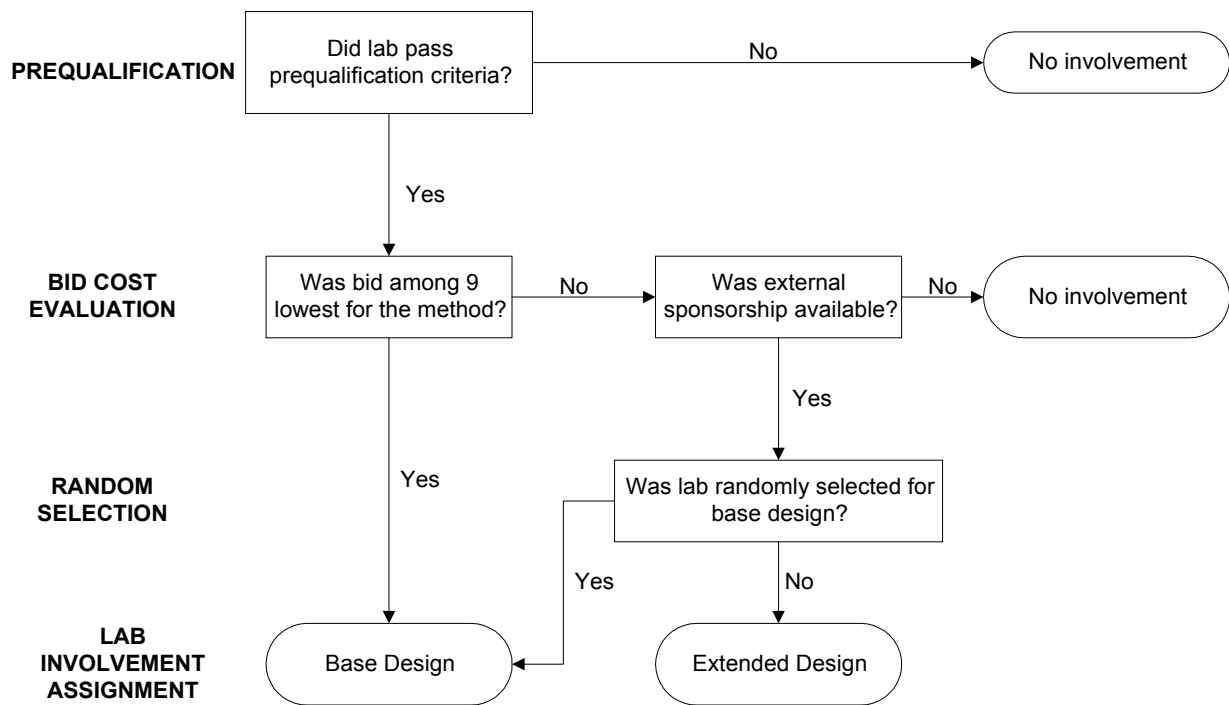 PREQUALIFICATION
Did lab pass
prequalification criteria?
No
No involvement
Yes
BID COST
EVALUATION
Was bid among 9
lowest for the method?
No
Was external
sponsorship available?
No
No involvement
Yes
Yes
RANDOM
SELECTION
Was lab randomly selected for
base design?
Yes
No
LAB
INVOLVEMENT
ASSIGNMENT
Base Design
Extended Design